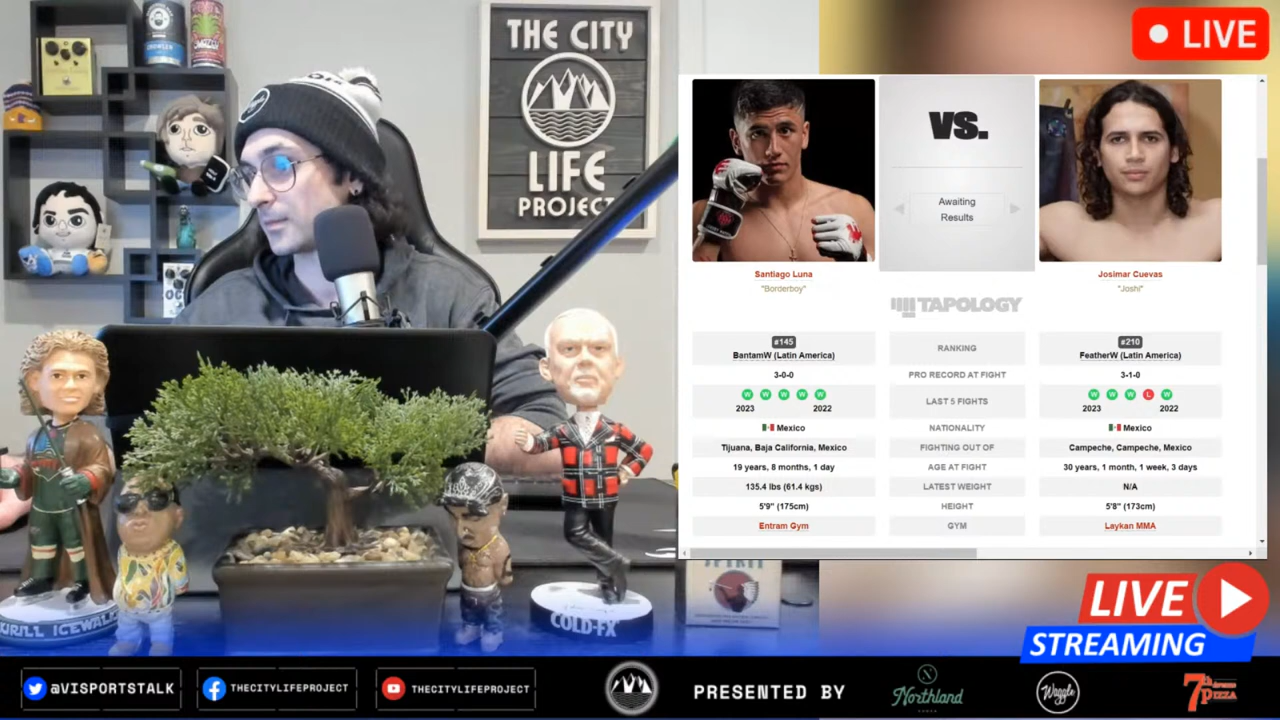 LIVE
THE CITY
LIFE
PROJECT
VS.
Awaiting
Results
Santiago Luna
"Borderboy"
Josimar Cuevas
"Joshi"
TAPOLOGY
#145
BantamW (Latin America)
RANKING
#210
FeatherW (Latin America)
3-0-0
PRO RECORD AT FIGHT
3-1-0
W W W W W
2023 2022
LAST 5 FIGHTS
W W W L W
2023 2022
Mexico
NATIONALITY
Mexico
Tijuana, Baja California, Mexico
FIGHTING OUT OF
Campeche, Campeche, Mexico
19 years, 8 months, 1 day
AGE AT FIGHT
30 years, 1 month, 1 week, 3 days
135.4 lbs (61.4 kgs)
LATEST WEIGHT
N/A
5'9" (175cm)
HEIGHT
5'8" (173cm)
Entram Gym
GYM
Laykan MMA
COLD-FX
SPIRIT
LIVE
STREAMING
@VISPORTSTALK
THECITYLIFEPROJECT
THECITYLIFEPROJECT
PRESENTED BY
Northland
Waggle
7th
PIZZA